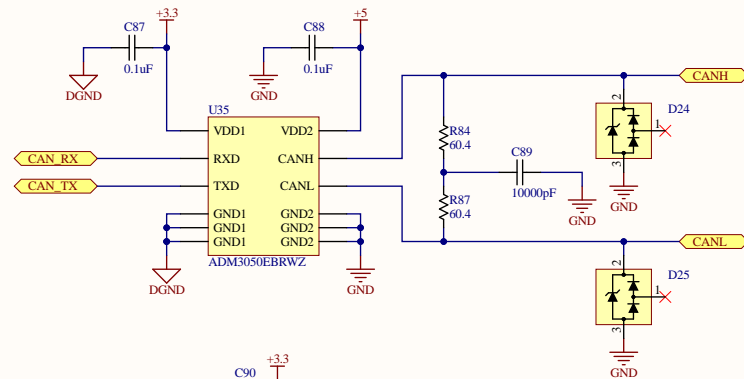 C87
+3.3
C88
+5
0.1uF
0.1uF
DGND
GND
U35
VDD1 VDD2
RXD CANH
TXD CANL
GND1 GND2
GND1 GND2
GND1 GND2
ADM3050EBRWZ
CAN_RX
CAN_TX
DGND
GND
R84
60.4
C89
10000pF
GND
R87
60.4
CANH
D24
2
1
3
GND
CANL
D25
2
1
3
GND
+3.3
C90